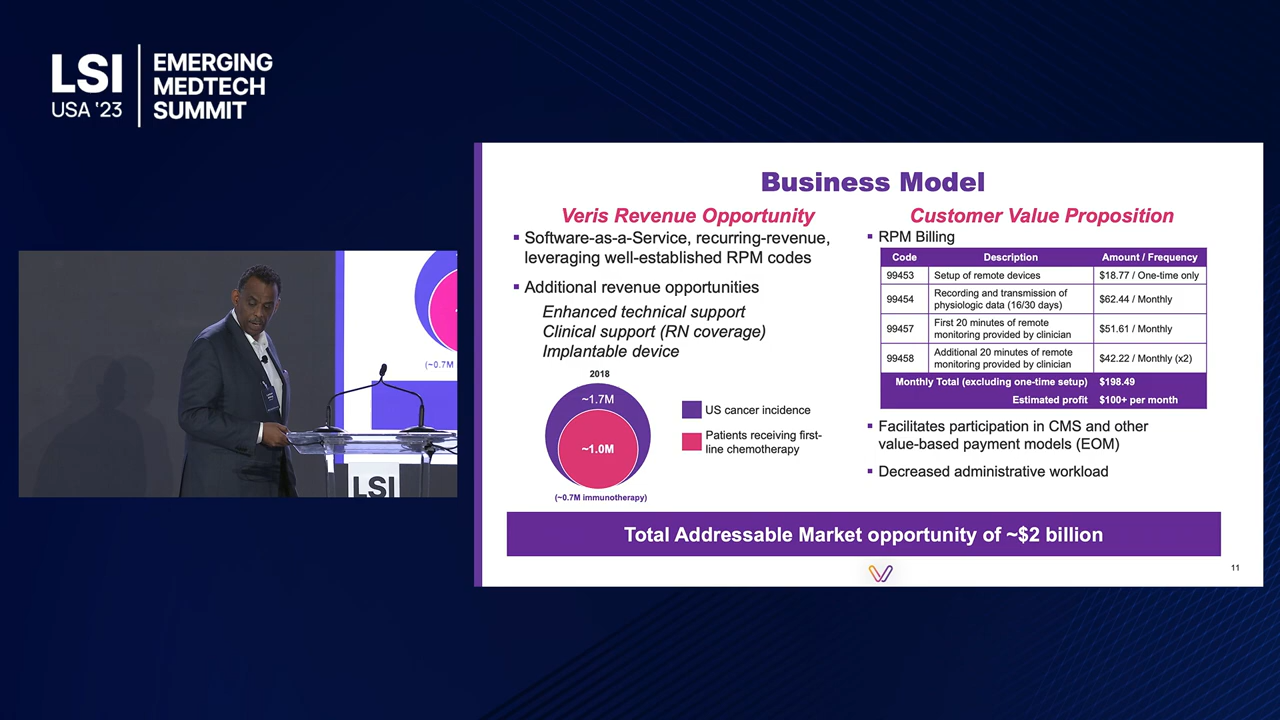 LSI
USA '23
EMERGING
MEDTECH
SUMMIT
(~0.7M
LSI
Business Model
Veris Revenue Opportunity
▪ Software-as-a-Service, recurring-revenue,
leveraging well-established RPM codes
▪ Additional revenue opportunities
Enhanced technical support
Clinical support (RN coverage)
Implantable device
2018
~1.7M
~1.0M
(~0.7M immunotherapy)
US cancer incidence
Patients receiving first-
line chemotherapy
Customer Value Proposition
▪ RPM Billing
Code Description Amount / Frequency
99453 Setup of remote devices $18.77 / One-time only
99454 Recording and transmission of
physiologic data (16/30 days) $62.44 / Monthly
99457 First 20 minutes of remote
monitoring provided by clinician $51.61 / Monthly
99458 Additional 20 minutes of remote
monitoring provided by clinician $42.22 / Monthly (x2)
Monthly Total (excluding one-time setup) $198.49
Estimated profit $100+ per month
▪ Facilitates participation in CMS and other
value-based payment models (EOM)
▪ Decreased administrative workload
Total Addressable Market opportunity of ~$2 billion
11